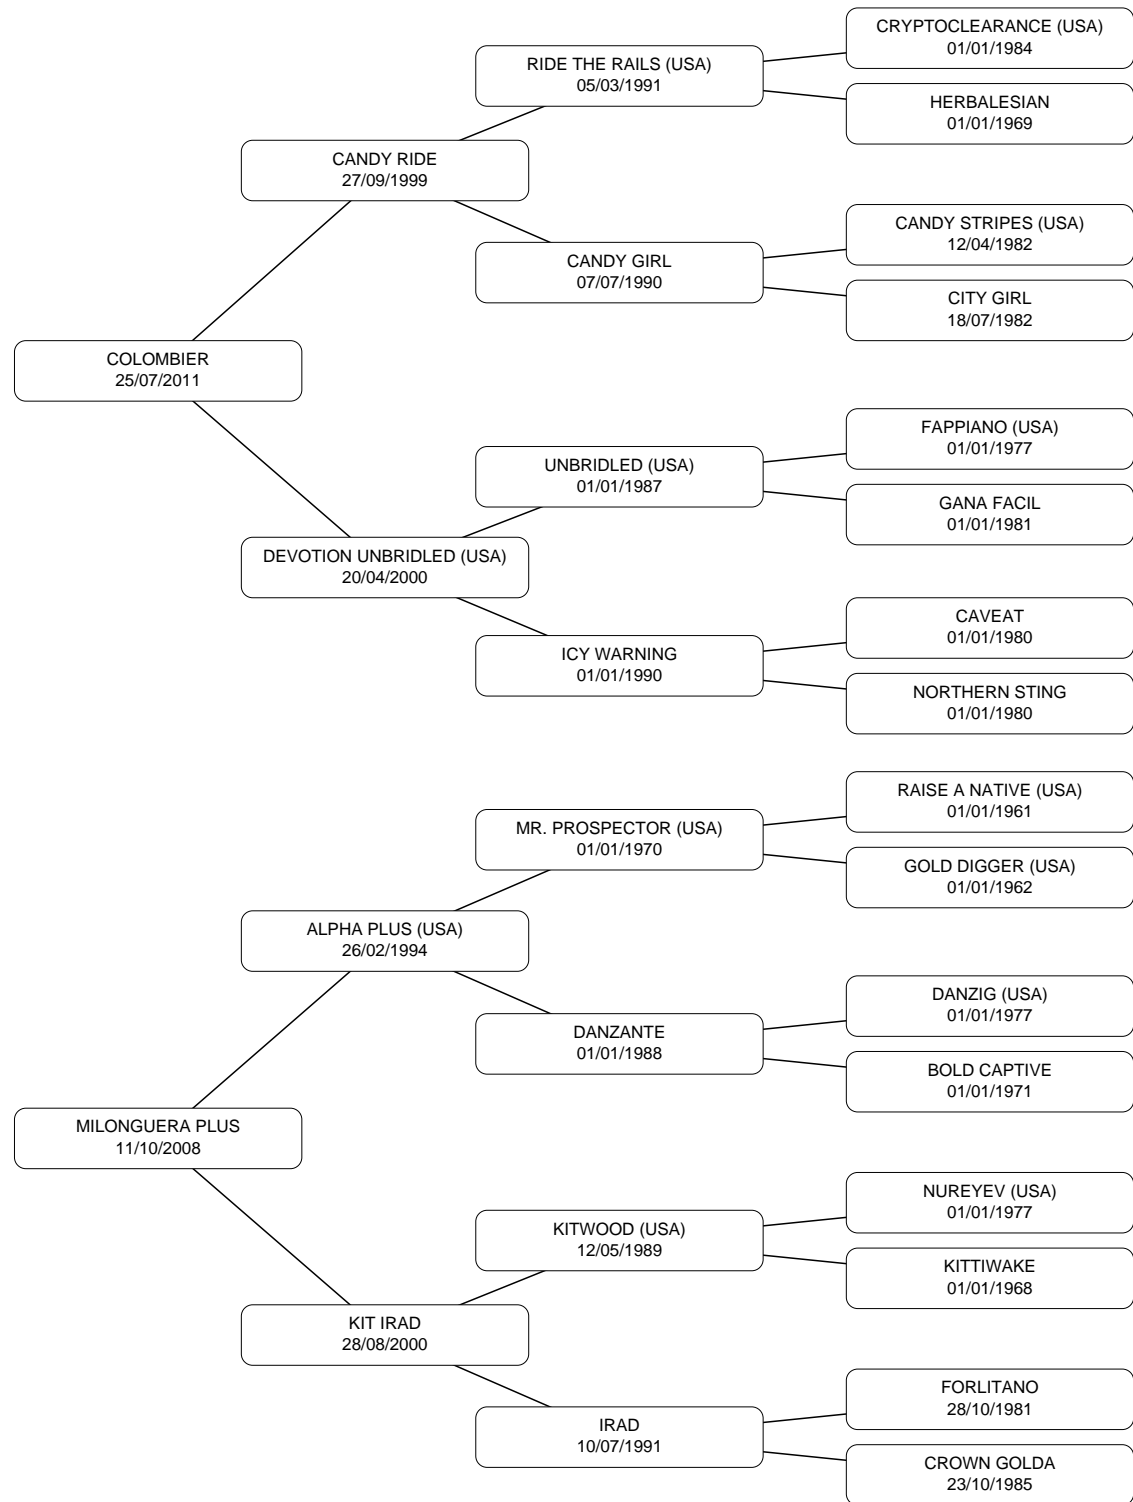 CRYPTOCLEARANCE (USA)
01/01/1984
RIDE THE RAILS (USA)
05/03/1991
HERBALESIAN
01/01/1969
CANDY RIDE
27/09/1999
CANDY STRIPES (USA)
12/04/1982
CANDY GIRL
07/07/1990
CITY GIRL
18/07/1982
COLOMBIER
25/07/2011
FAPPIANO (USA)
01/01/1977
UNBRIDLED (USA)
01/01/1987
GANA FACIL
01/01/1981
DEVOTION UNBRIDLED (USA)
20/04/2000
CAVEAT
01/01/1980
ICY WARNING
01/01/1990
NORTHERN STING
01/01/1980
RAISE A NATIVE (USA)
01/01/1961
MR. PROSPECTOR (USA)
01/01/1970
GOLD DIGGER (USA)
01/01/1962
ALPHA PLUS (USA)
26/02/1994
DANZIG (USA)
01/01/1977
DANZANTE
01/01/1988
BOLD CAPTIVE
01/01/1971
MILONGUERA PLUS
11/10/2008
NUREYEV (USA)
01/01/1977
KITWOOD (USA)
12/05/1989
KITTIWAKE
01/01/1968
KIT IRAD
28/08/2000
FORLITANO
28/10/1981
IRAD
10/07/1991
CROWN GOLDA
23/10/1985